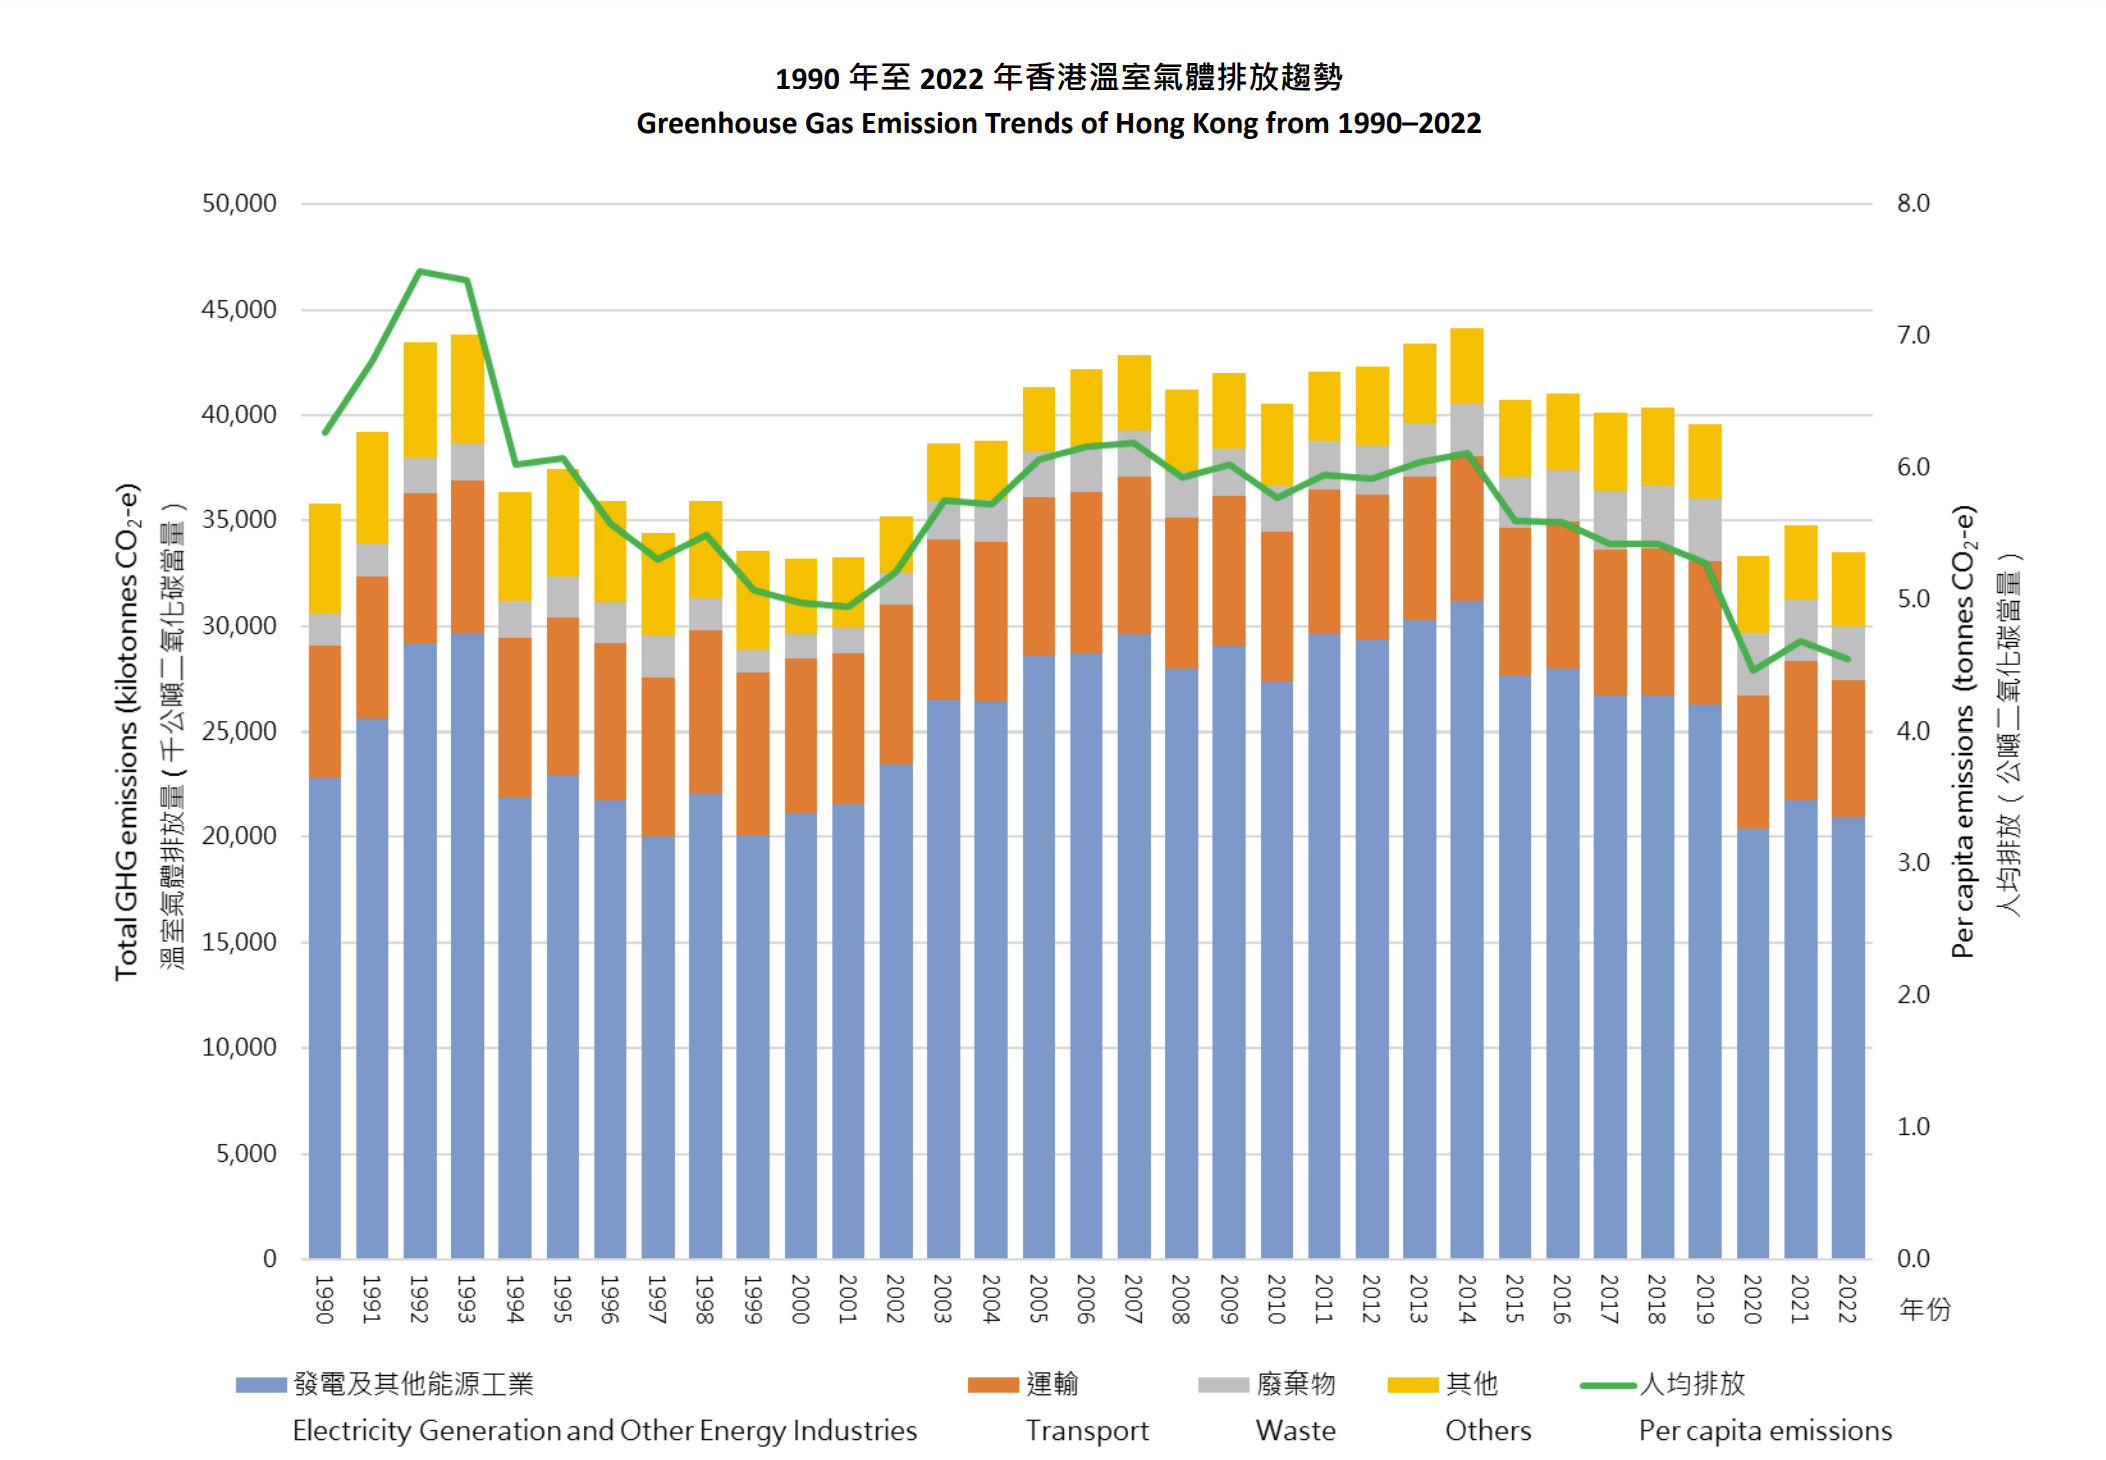 1990 年至 2022 年香港溫室氣體排放趨勢
Greenhouse Gas Emission Trends of Hong Kong from 1990–2022
Total GHG emissions (kilotonnes CO₂-e)
溫室氣體排放量 ( 千公噸二氧化碳當量 )
50,000
45,000
40,000
35,000
30,000
25,000
20,000
15,000
10,000
5,000
0
8.0
7.0
6.0
5.0
4.0
3.0
2.0
1.0
0.0
Per capita emissions (tonnes CO₂-e)
人均排放 ( 公噸二氧化碳當量 )
1990 1991 1992 1993 1994 1995 1996 1997 1998 1999 2000 2001 2002 2003 2004 2005 2006 2007 2008 2009 2010 2011 2012 2013 2014 2015 2016 2017 2018 2019 2020 2021 2022 年份
發電及其他能源工業 運輸 廢棄物 其他 人均排放
Electricity Generation and Other Energy Industries Transport Waste Others Per capita emissions